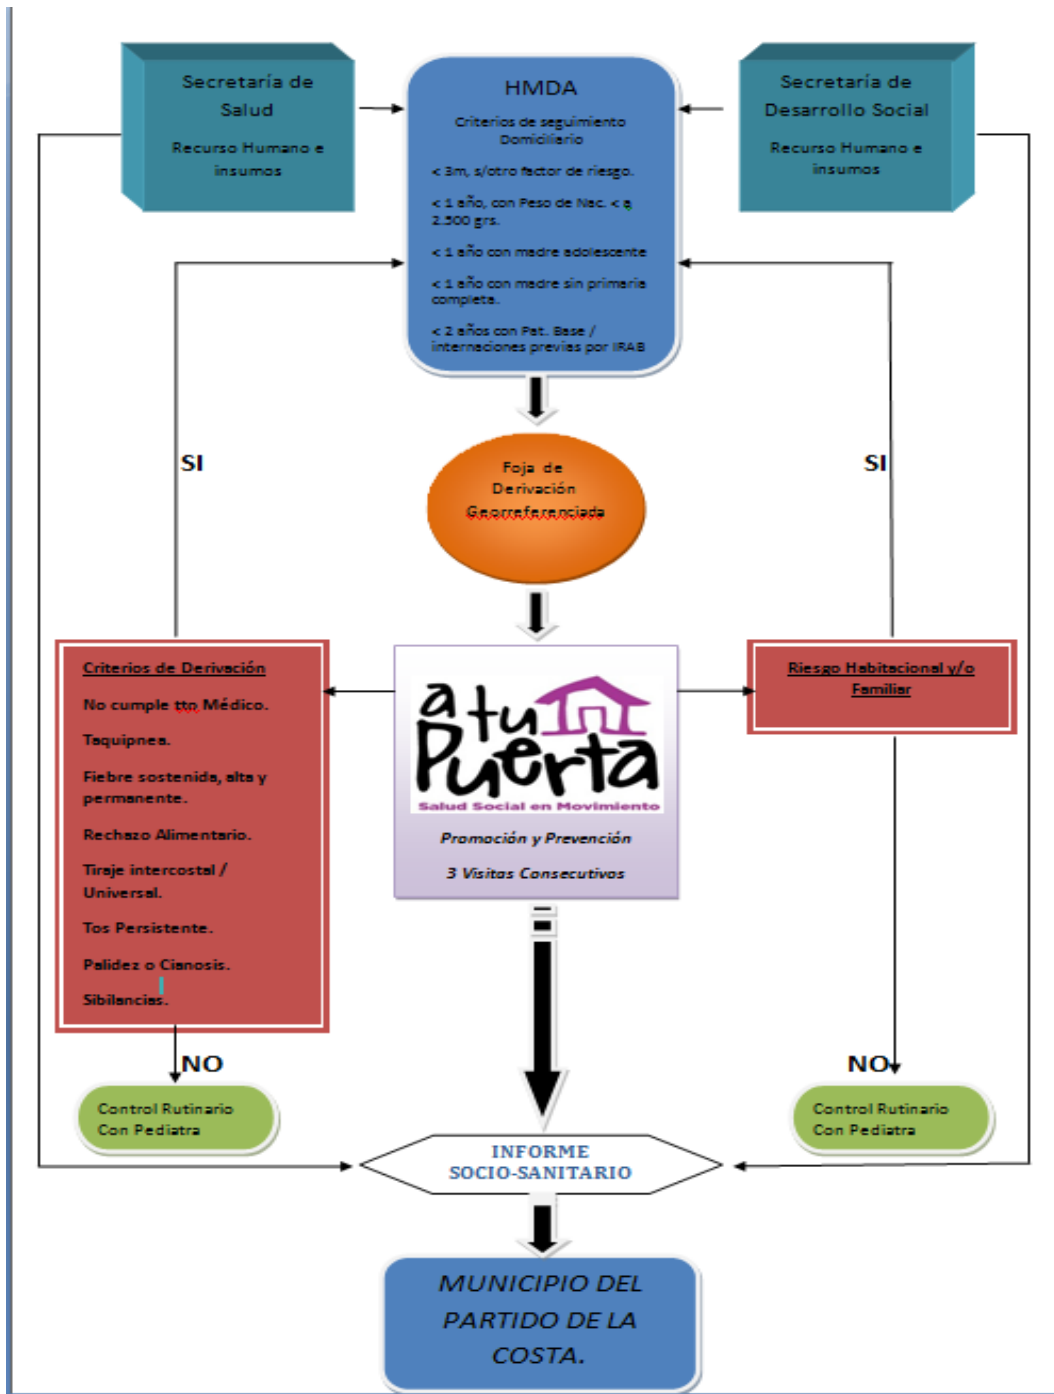 Secretaría de
Salud
Recurso Humano e
insumos
HMDA
Criterios de seguimiento
Domiciliario
< 3m, s/otro factor de riesgo.
< 1 año, con Peso de Nac. < a
2.500 grs.
< 1 año con madre adolescente
< 1 año con madre sin primaria
completa.
< 2 años con Pat. Base /
internaciones previas por IRAB
Secretaría de
Desarrollo Social
Recurso Humano e
insumos
SI
SI
Foja de
Derivación
Georreferenciada
Criterios de Derivación
No cumple tto Médico.
Taquipnea.
Fiebre sostenida, alta y
permanente.
Rechazo Alimentario.
Tiraje intercostal /
Universal.
Tos Persistente.
Palidez o Cianosis.
Sibilancias.
a tu
Puerta
Salud Social en Movimiento
Promoción y Prevención
3 Visitas Consecutivas
Riesgo Habitacional y/o
Familiar
NO
NO
Control Rutinario
Con Pediatra
Control Rutinario
Con Pediatra
INFORME
SOCIO-SANITARIO
MUNICIPIO DEL
PARTIDO DE LA
COSTA.